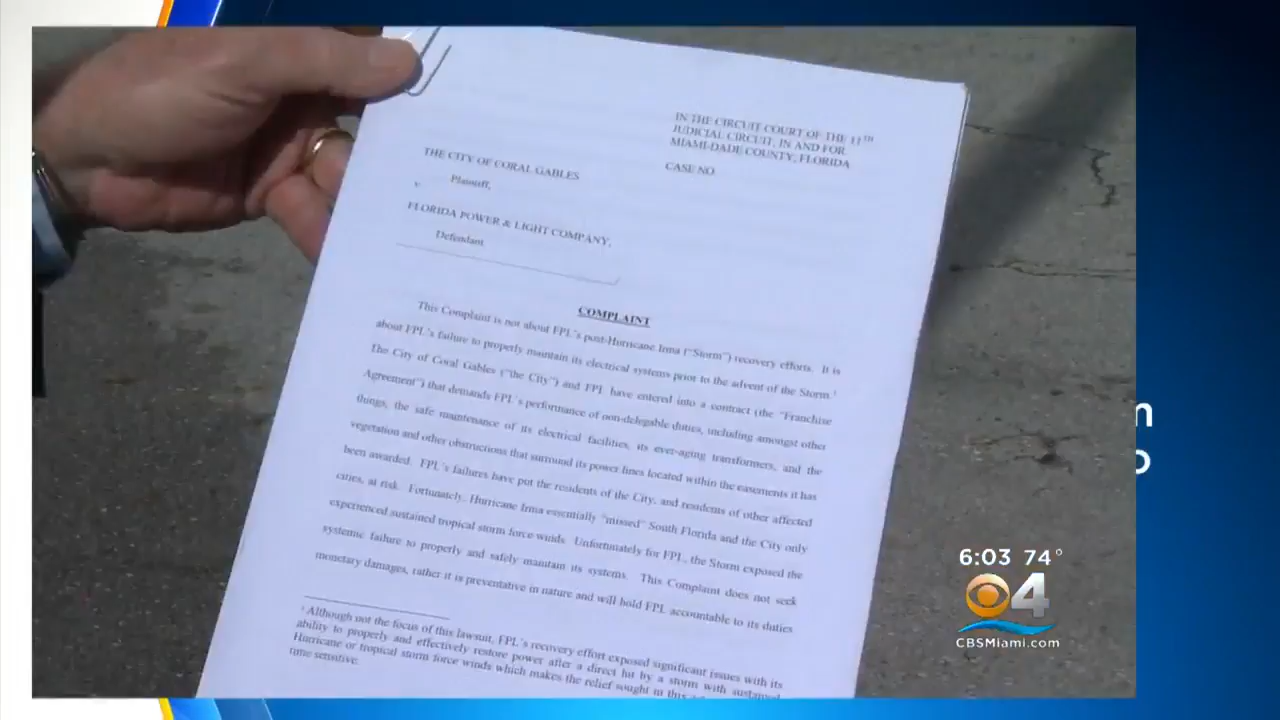 IN THE CIRCUIT COURT OF THE 11TH
JUDICIAL CIRCUIT, IN AND FOR
MIAMI-DADE COUNTY, FLORIDA
CASE NO
THE CITY OF CORAL GABLES
Plaintiff,
v.
FLORIDA POWER & LIGHT COMPANY,
Defendant
COMPLAINT
This Complaint is not about FPL's post-Hurricane Irma ("Storm") recovery efforts. It is
about FPL's failure to properly maintain its electrical systems prior to the advent of the Storm.1
The City of Coral Gables ("the City") and FPL have entered into a contract (the "Franchise
Agreement") that demands FPL's performance of non-delegable duties, including amongst other
things, the safe maintenance of its electrical facilities, its ever-aging transformers, and the
vegetation and other obstructions that surround its power lines located within the easements it has
been awarded. FPL's failures have put the residents of the City, and residents of other affected
cities, at risk. Fortunately, Hurricane Irma essentially "missed" South Florida and the City only
experienced sustained tropical storm force winds. Unfortunately for FPL, the Storm exposed the
systemic failure to properly and safely maintain its systems. This Complaint does not seek
monetary damages, rather it is preventative in nature and will hold FPL accountable to its duties
1 Although not the focus of this lawsuit, FPL's recovery effort exposed significant issues with its
ability to properly and effectively restore power after a direct hit by a storm with sustained
Hurricane or tropical storm force winds which makes the relief sought in this
time sensitive.
6:03 74°
4
CBSMiami.com